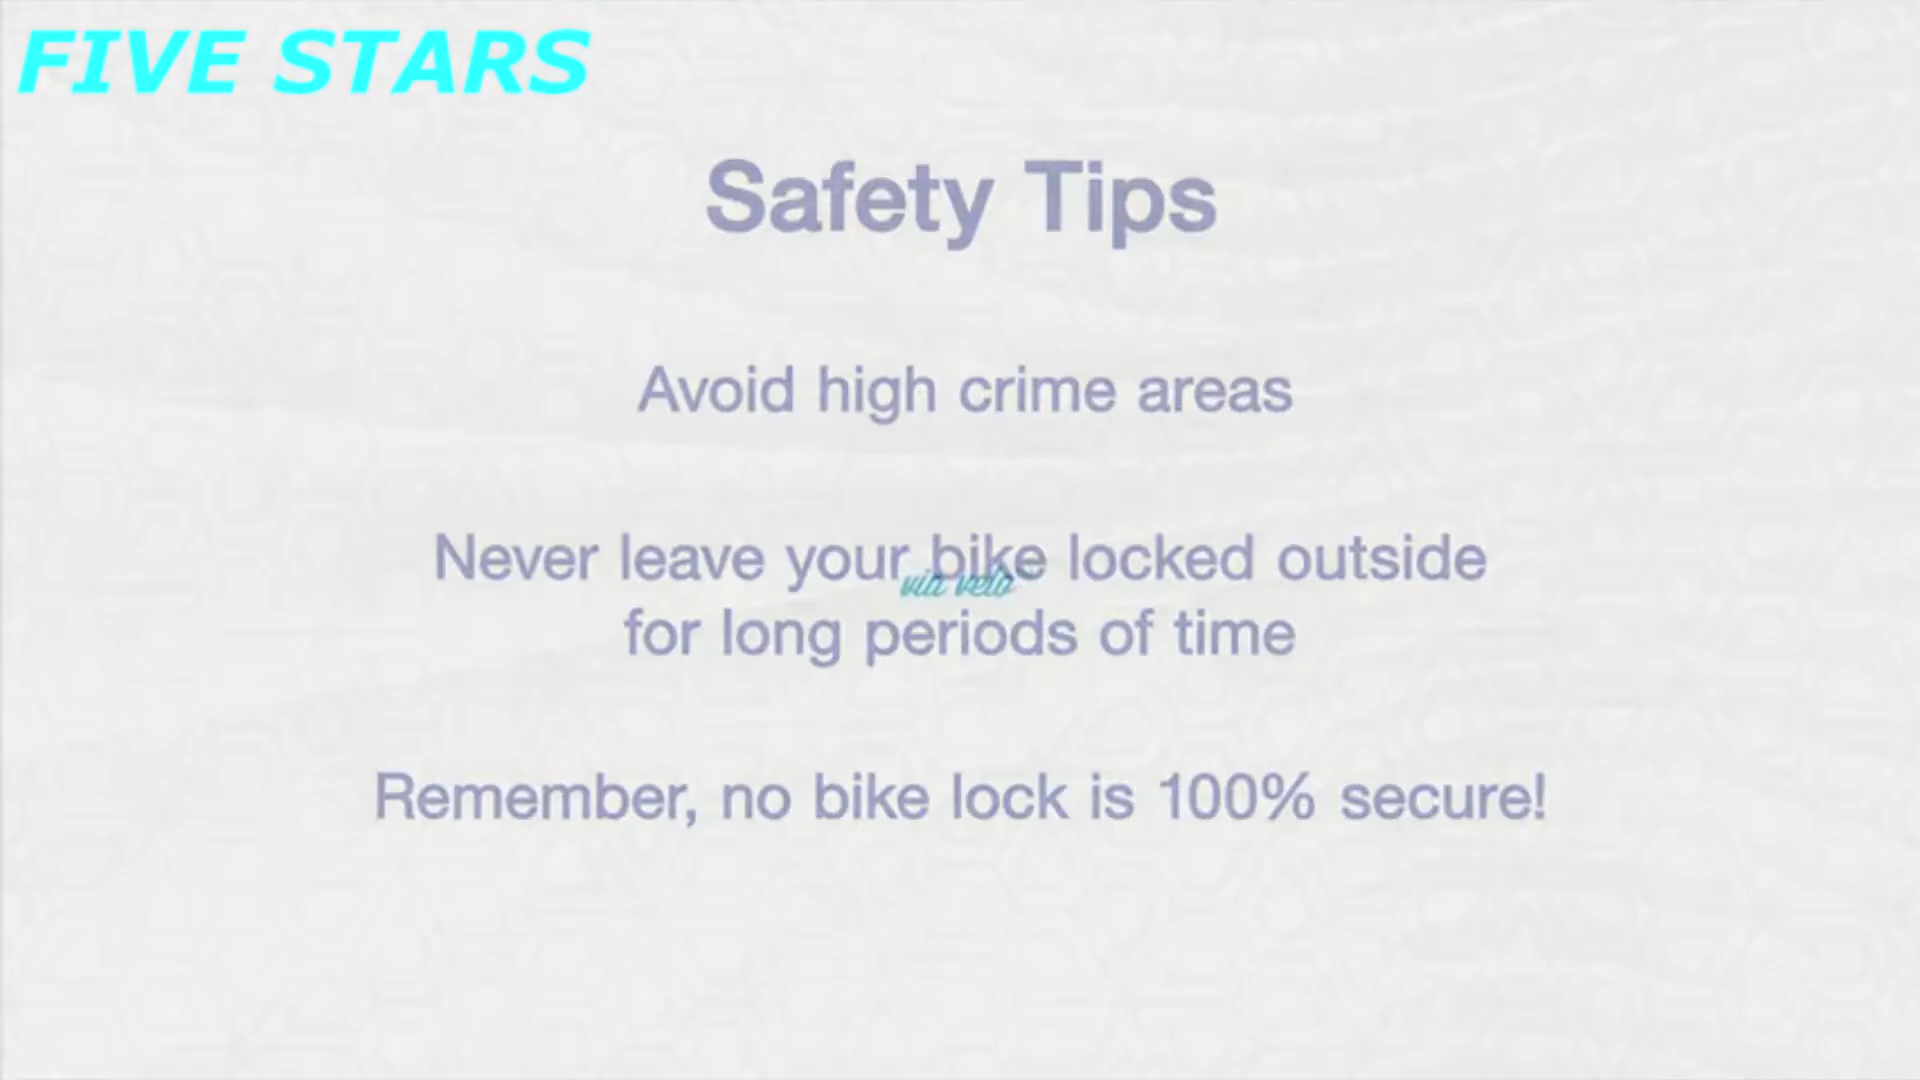 FIVE STARS
Safety Tips
Avoid high crime areas
Never leave your bike locked outside
via velo
for long periods of time
Remember, no bike lock is 100% secure!